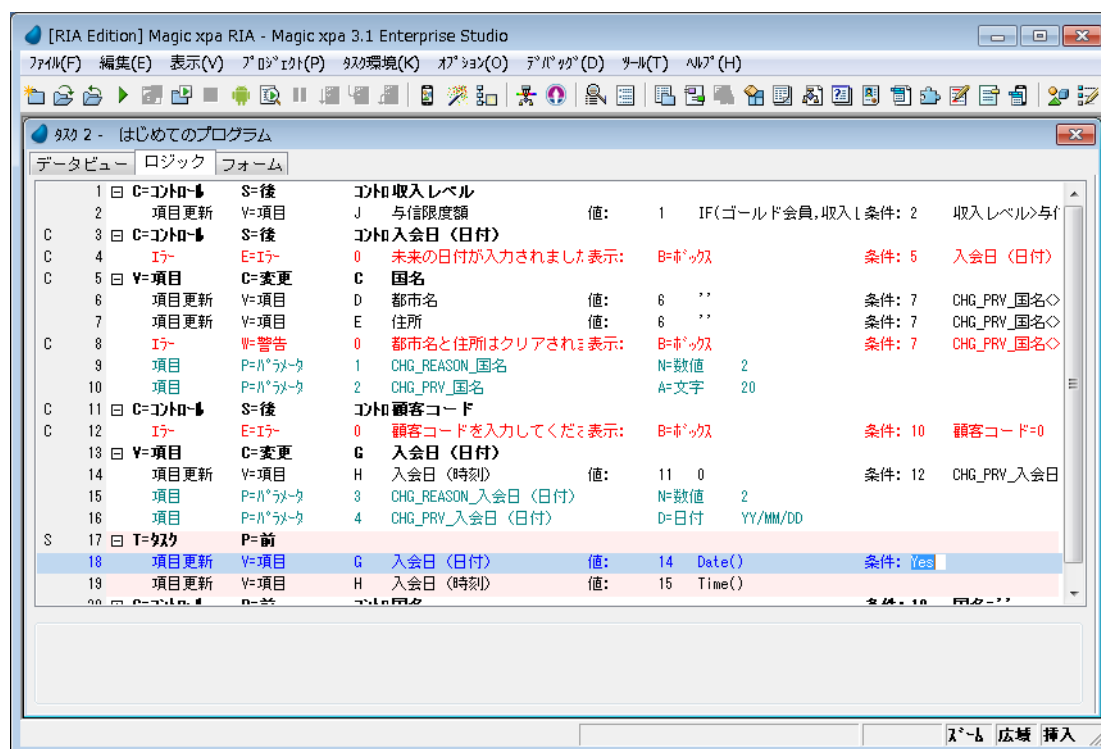 [RIA Edition] Magic xpa RIA - Magic xpa 3.1 Enterprise Studio
ﾌｧｲﾙ(F) 編集(E) 表示(V) ﾌﾟﾛｼﾞｪｸﾄ(P) ﾀｽｸ環境(K) ｵﾌﾟｼｮﾝ(O) ﾃﾞﾊﾞｯｸﾞ(D) ﾂｰﾙ(T) ﾍﾙﾌﾟ(H)
ﾀｽｸ 2 - はじめてのプログラム
データビュー ロジック フォーム
1 C=ｺﾝﾄﾛｰﾙ S=後 ｺﾝﾄﾛ 収入レベル
2 項目更新 V=項目 J 与信限度額 値: 1 IF(ゴールド会員,収入 条件: 2 収入レベル>与
C 3 C=ｺﾝﾄﾛｰﾙ S=後 ｺﾝﾄﾛ 入会日（日付）
C 4 ｴﾗｰ E=ｴﾗｰ 0 未来の日付が入力されまし 表示: B=ﾎﾞｯｸｽ 条件: 5 入会日（日付）
C 5 V=項目 C=変更 C 国名
6 項目更新 V=項目 D 都市名 値: 6 '' 条件: 7 CHG_PRV_国名<>
7 項目更新 V=項目 E 住所 値: 6 '' 条件: 7 CHG_PRV_国名<>
C 8 ｴﾗｰ W=警告 0 都市名と住所はクリアされ 表示: B=ﾎﾞｯｸｽ 条件: 7 CHG_PRV_国名<>
9 項目 P=ﾊﾟﾗﾒｰﾀ 1 CHG_REASON_国名 N=数値 2
10 項目 P=ﾊﾟﾗﾒｰﾀ 2 CHG_PRV_国名 A=文字 20
C 11 C=ｺﾝﾄﾛｰﾙ S=後 ｺﾝﾄﾛ 顧客コード
C 12 ｴﾗｰ E=ｴﾗｰ 0 顧客コードを入力してくだ 表示: B=ﾎﾞｯｸｽ 条件: 10 顧客コード=0
13 V=項目 C=変更 G 入会日（日付）
14 項目更新 V=項目 H 入会日（時刻） 値: 11 0 条件: 12 CHG_PRV_入会日
15 項目 P=ﾊﾟﾗﾒｰﾀ 3 CHG_REASON_入会日（日付） N=数値 2
16 項目 P=ﾊﾟﾗﾒｰﾀ 4 CHG_PRV_入会日（日付） D=日付 YY/MM/DD
S 17 T=ﾀｽｸ P=前
18 項目更新 V=項目 G 入会日（日付） 値: 14 Date() 条件: Yes
19 項目更新 V=項目 H 入会日（時刻） 値: 15 Time()
ｽﾞｰﾑ 広域 挿入